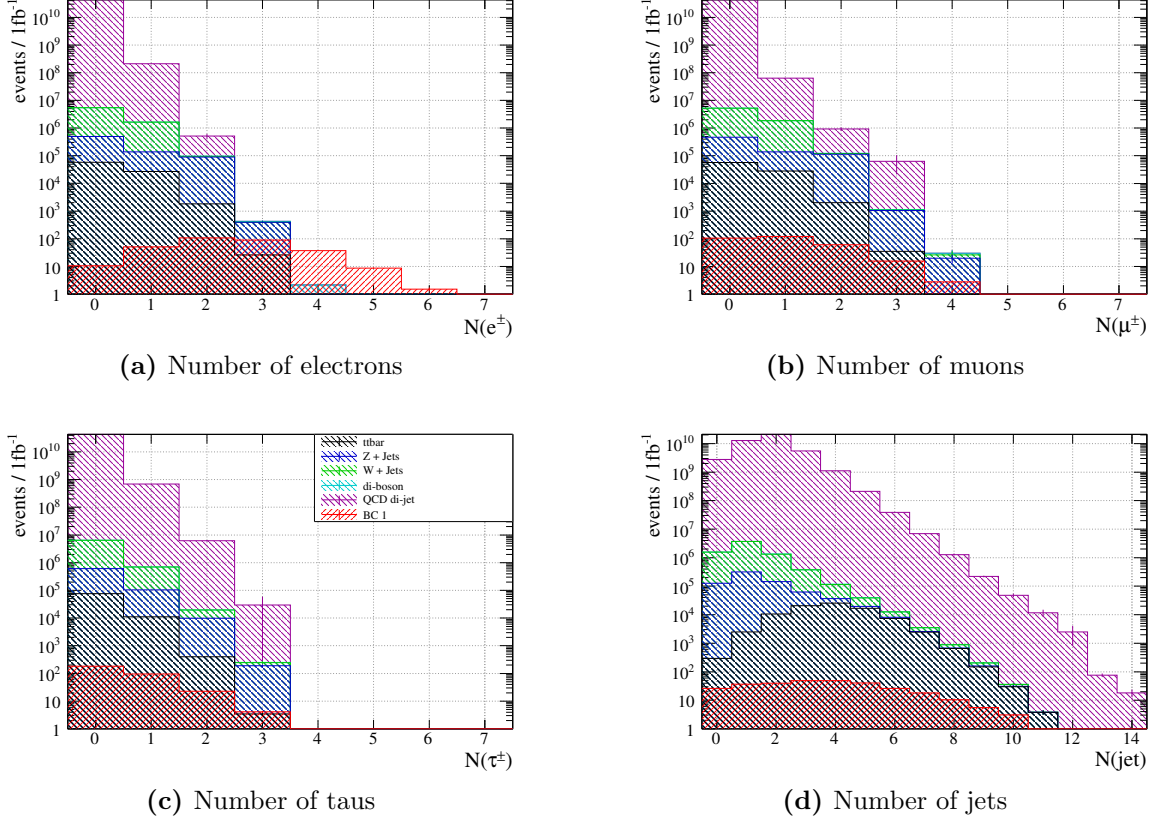 events / 1fb⁻¹
10¹⁰
10⁹
10⁸
10⁷
10⁶
10⁵
10⁴
10³
10²
10
1
0 1 2 3 4 5 6 7
N(e±)
(a) Number of electrons
events / 1fb⁻¹
10¹⁰
10⁹
10⁸
10⁷
10⁶
10⁵
10⁴
10³
10²
10
1
0 1 2 3 4 5 6 7
N(μ±)
(b) Number of muons
events / 1fb⁻¹
10¹⁰
10⁹
10⁸
10⁷
10⁶
10⁵
10⁴
10³
10²
10
1
0 1 2 3 4 5 6 7
N(τ±)
ttbar
Z + Jets
W + Jets
di-boson
QCD di-jet
BC 1
(c) Number of taus
events / 1fb⁻¹
10¹⁰
10⁹
10⁸
10⁷
10⁶
10⁵
10⁴
10³
10²
10
1
0 2 4 6 8 10 12 14
N(jet)
(d) Number of jets